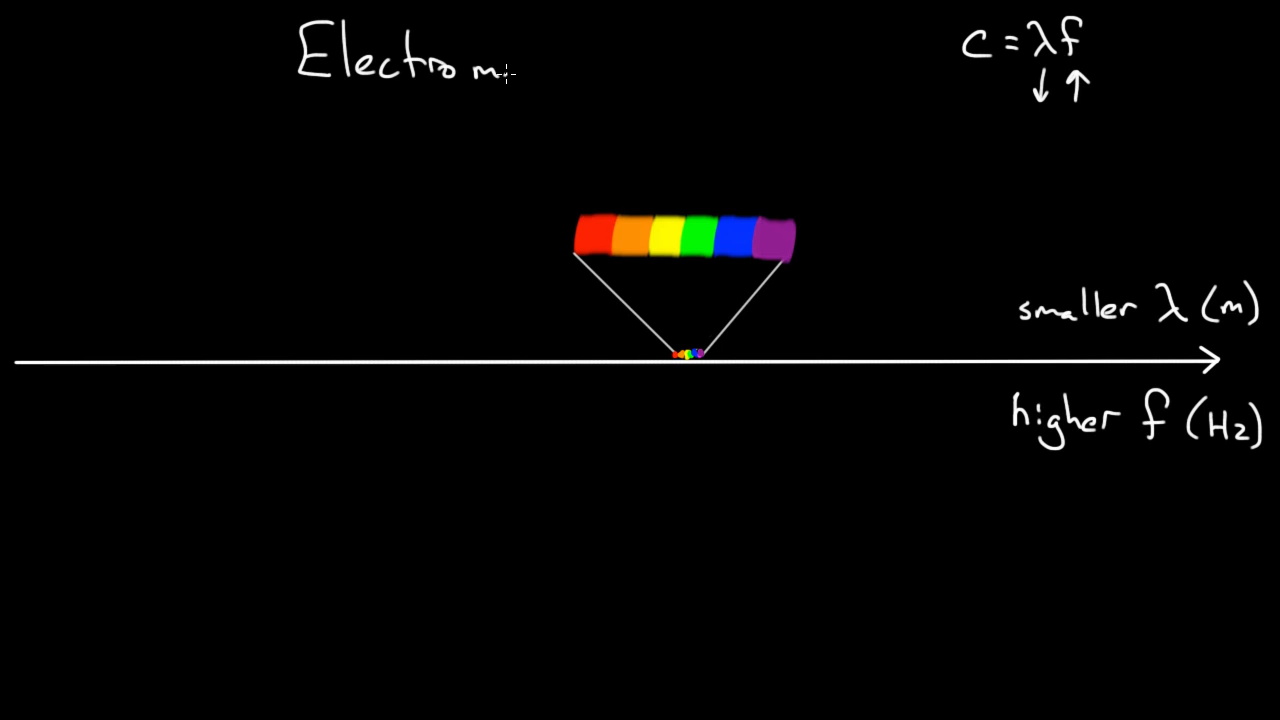 Electrom
c = λf
↓ ↑
smaller λ (m)
higher f (Hz)